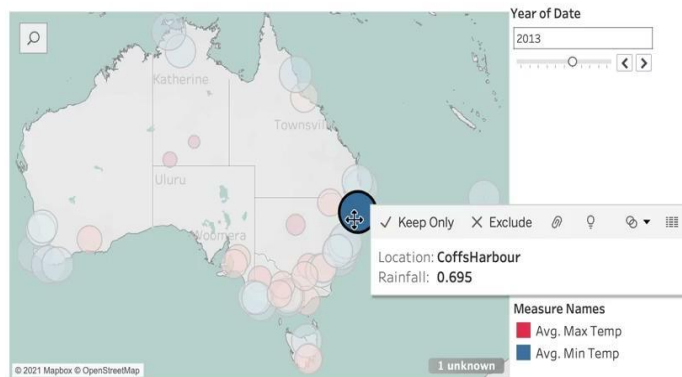 Year of Date
2013
Katherine
Townsvil
Uluru
Woomera
Keep Only Exclude
Location: CoffsHarbour
Rainfall: 0.695
Measure Names
Avg. Max Temp
Avg. Min Temp
1 unknown
© 2021 Mapbox © OpenStreetMap